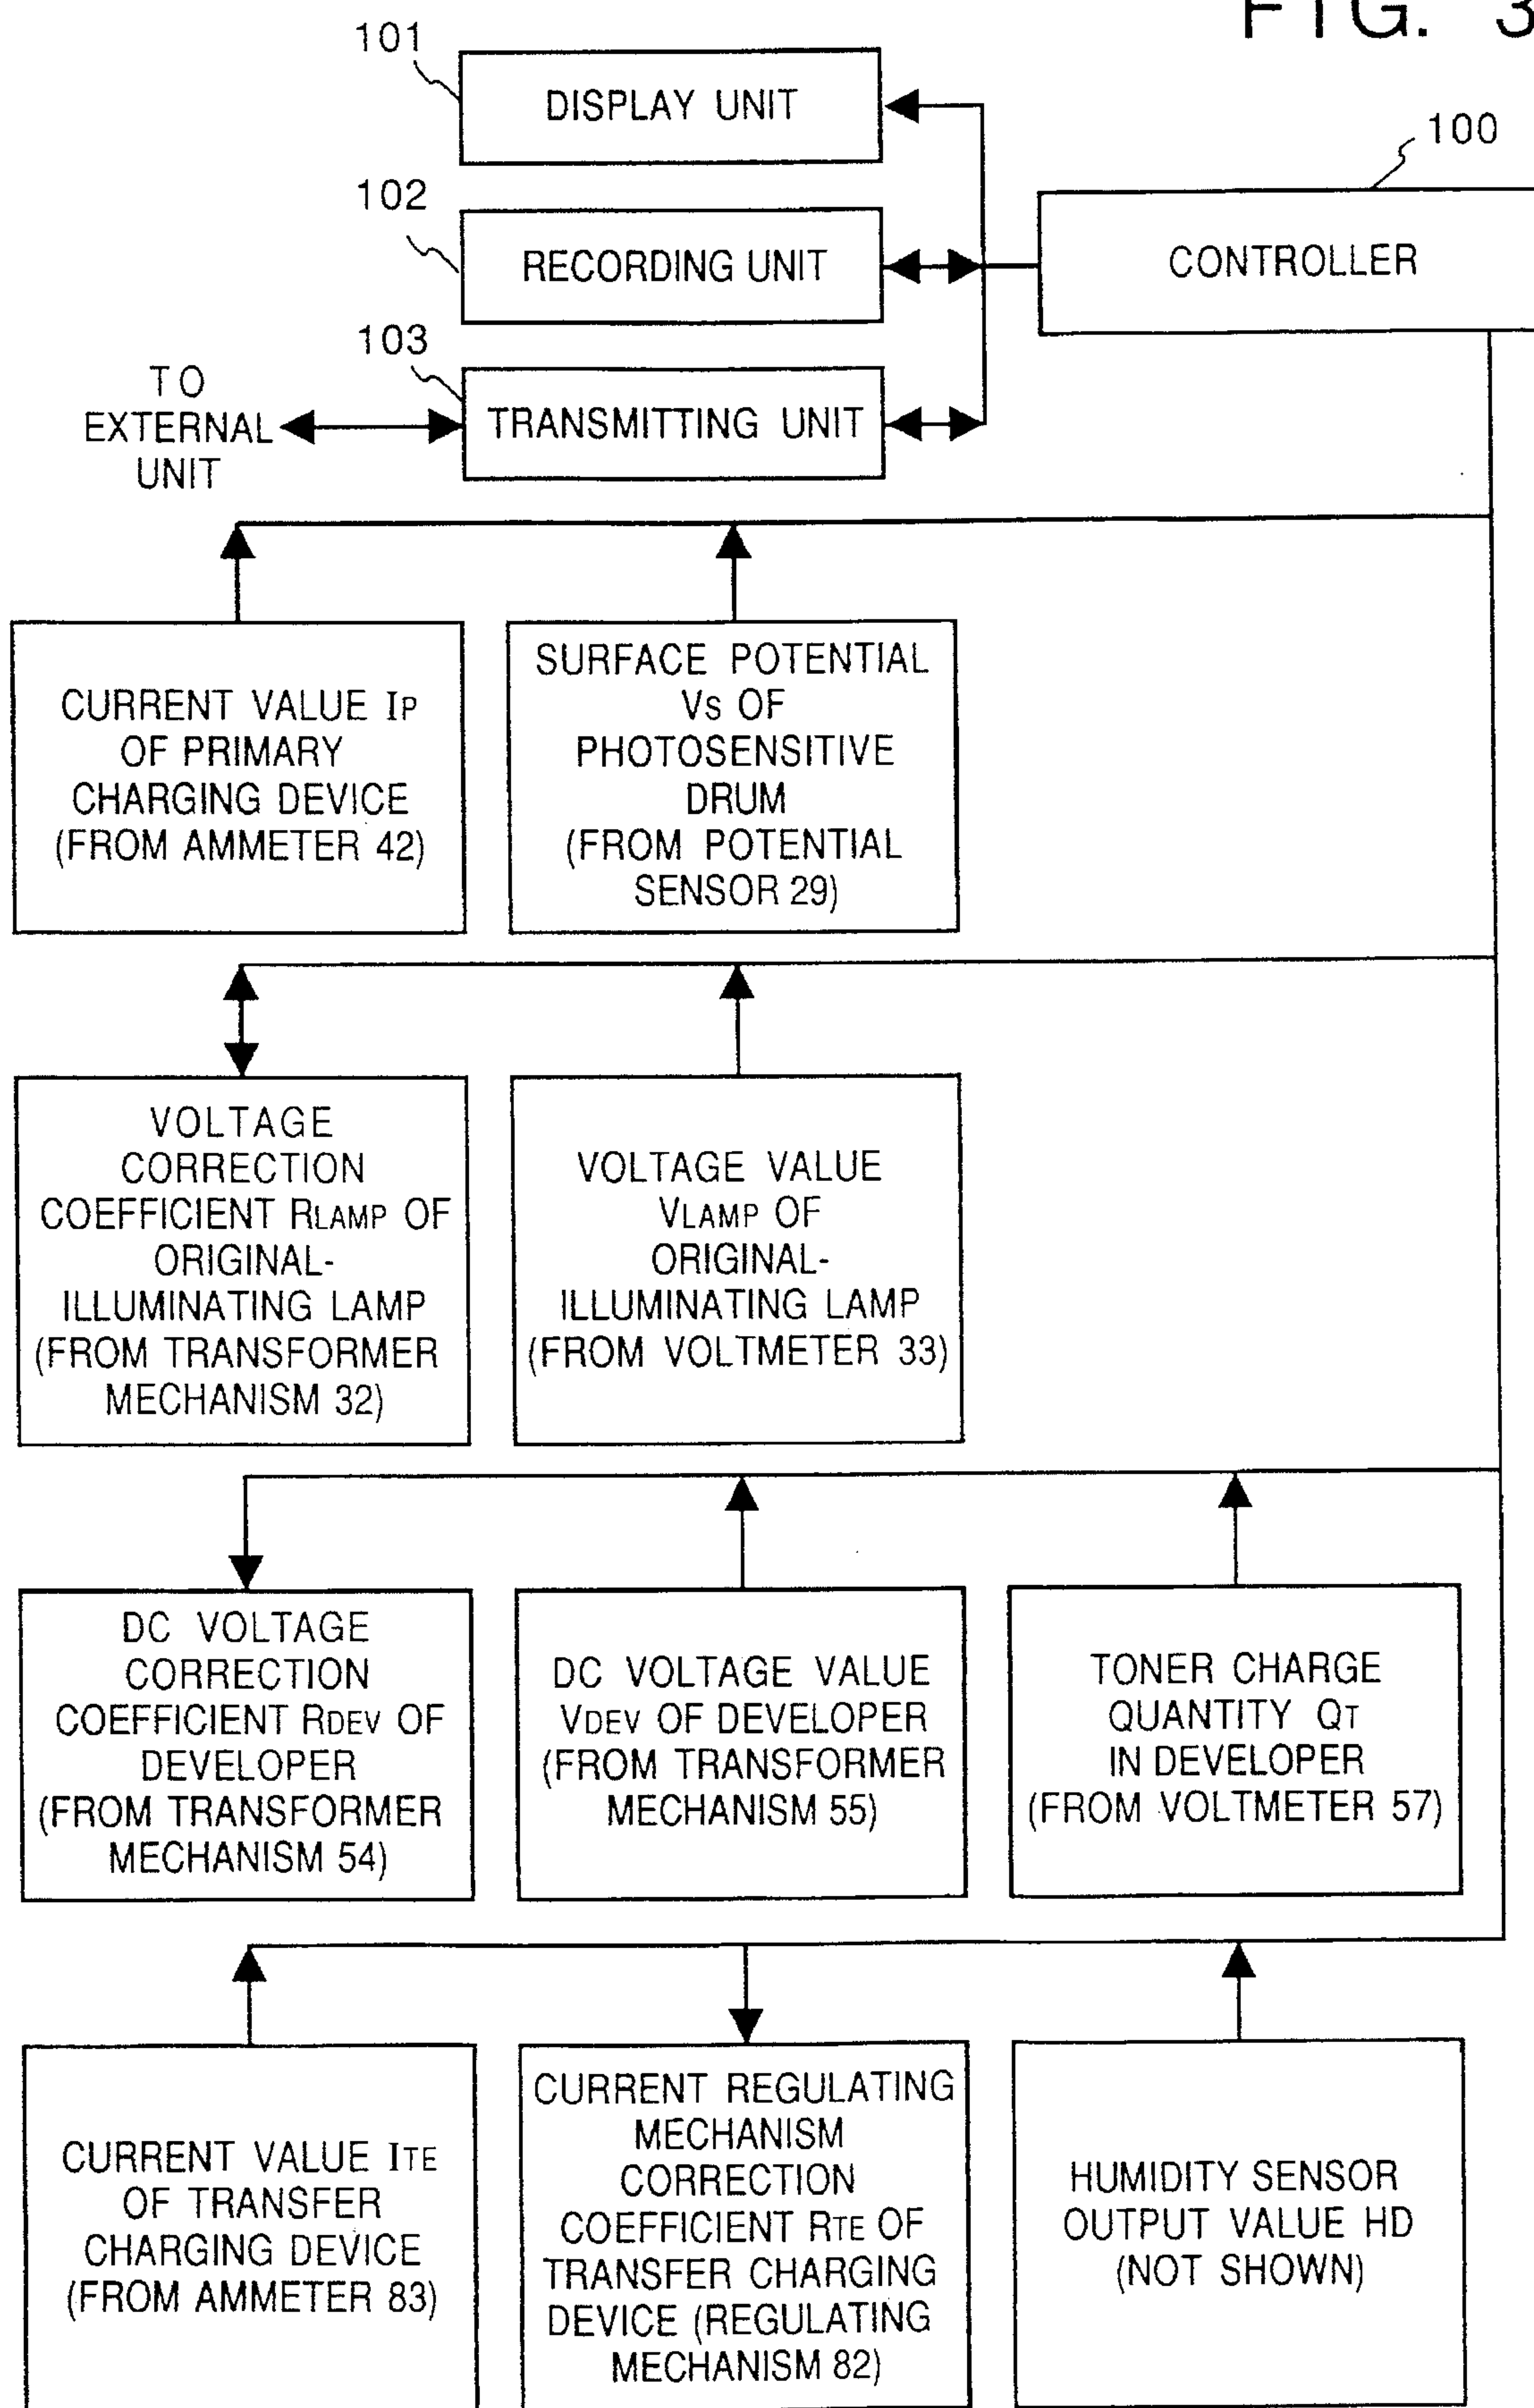 FIG. 3
101
DISPLAY UNIT
100
102
RECORDING UNIT
CONTROLLER
103
TO
EXTERNAL
UNIT
TRANSMITTING UNIT
CURRENT VALUE IP
OF PRIMARY
CHARGING DEVICE
(FROM AMMETER 42)
SURFACE POTENTIAL
VS OF
PHOTOSENSITIVE
DRUM
(FROM POTENTIAL
SENSOR 29)
VOLTAGE
CORRECTION
COEFFICIENT RLAMP OF
ORIGINAL-
ILLUMINATING LAMP
(FROM TRANSFORMER
MECHANISM 32)
VOLTAGE VALUE
VLAMP OF
ORIGINAL-
ILLUMINATING LAMP
(FROM VOLTMETER 33)
DC VOLTAGE
CORRECTION
COEFFICIENT RDEV OF
DEVELOPER
(FROM TRANSFORMER
MECHANISM 54)
DC VOLTAGE VALUE
VDEV OF DEVELOPER
(FROM TRANSFORMER
MECHANISM 55)
TONER CHARGE
QUANTITY QT
IN DEVELOPER
(FROM VOLTMETER 57)
CURRENT VALUE ITE
OF TRANSFER
CHARGING DEVICE
(FROM AMMETER 83)
CURRENT REGULATING
MECHANISM
CORRECTION
COEFFICIENT RTE OF
TRANSFER CHARGING
DEVICE (REGULATING
MECHANISM 82)
HUMIDITY SENSOR
OUTPUT VALUE HD
(NOT SHOWN)